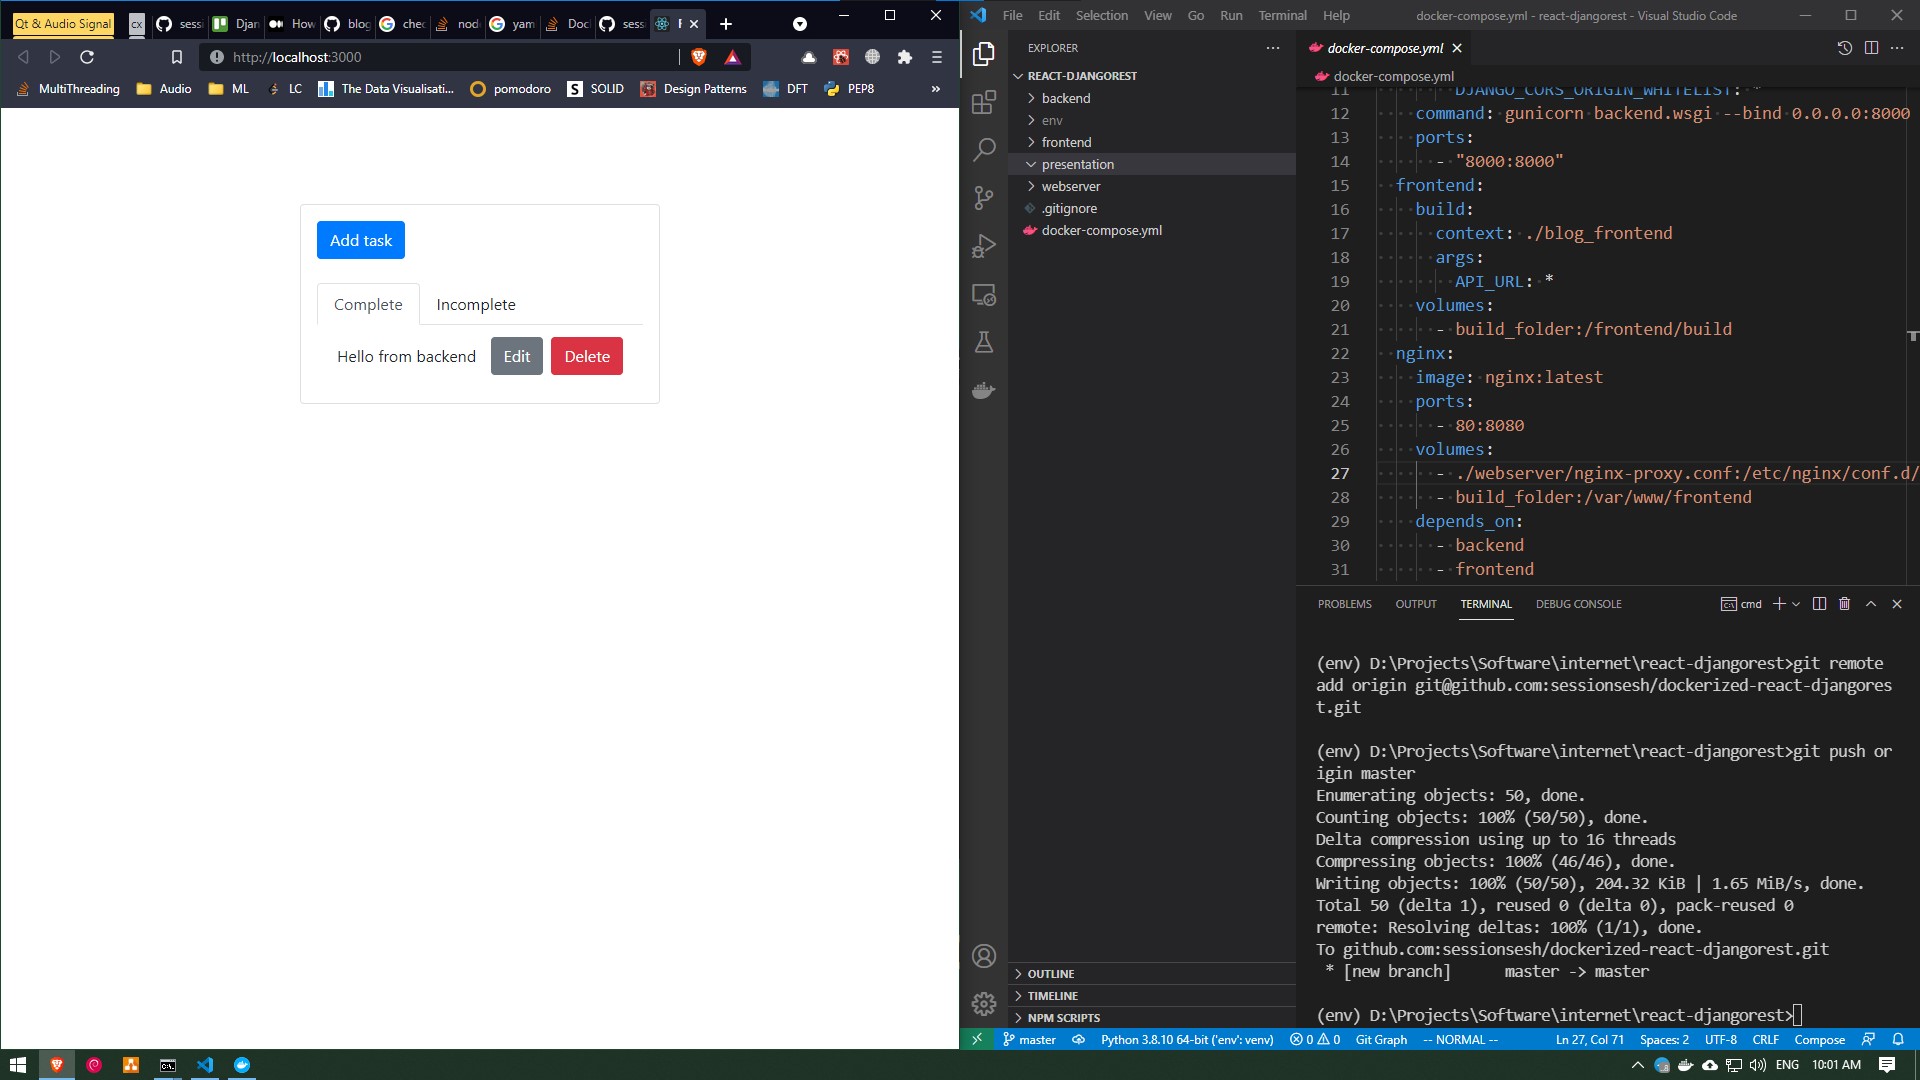 Qt & Audio Signal
cx
sessi
Djan
How
blog
chec
nod
yam
Doc
sess
http://localhost:3000
MultiThreading
Audio
ML
LC
The Data Visualisati...
pomodoro
SOLID
Design Patterns
DFT
PEP8
»
Add task
Complete
Incomplete
Hello from backend
Edit
Delete
File Edit Selection View Go Run Terminal Help
docker-compose.yml - react-djangorest - Visual Studio Code
EXPLORER
REACT-DJANGOREST
backend
env
frontend
presentation
webserver
.gitignore
docker-compose.yml
OUTLINE
TIMELINE
NPM SCRIPTS
docker-compose.yml
docker-compose.yml
11 DJANGO_CORS_ORIGIN_WHITELIST: *
12 command: gunicorn backend.wsgi --bind 0.0.0.0:8000
13 ports:
14 - "8000:8000"
15 frontend:
16 build:
17 context: ./blog_frontend
18 args:
19 API_URL: *
20 volumes:
21 - build_folder:/frontend/build
22 nginx:
23 image: nginx:latest
24 ports:
25 - 80:8080
26 volumes:
27 - ./webserver/nginx-proxy.conf:/etc/nginx/conf.d/
28 - build_folder:/var/www/frontend
29 depends_on:
30 - backend
31 - frontend
PROBLEMS OUTPUT TERMINAL DEBUG CONSOLE
cmd
(env) D:\Projects\Software\internet\react-djangorest>git remote
add origin git@github.com:sessionsesh/dockerized-react-djangores
t.git
(env) D:\Projects\Software\internet\react-djangorest>git push or
igin master
Enumerating objects: 50, done.
Counting objects: 100% (50/50), done.
Delta compression using up to 16 threads
Compressing objects: 100% (46/46), done.
Writing objects: 100% (50/50), 204.32 KiB | 1.65 MiB/s, done.
Total 50 (delta 1), reused 0 (delta 0), pack-reused 0
remote: Resolving deltas: 100% (1/1), done.
To github.com:sessionsesh/dockerized-react-djangorest.git
* [new branch] master -> master
(env) D:\Projects\Software\internet\react-djangorest>
master
Python 3.8.10 64-bit ('env': venv)
0 0
Git Graph
-- NORMAL --
Ln 27, Col 71
Spaces: 2
UTF-8
CRLF
Compose
ENG
10:01 AM